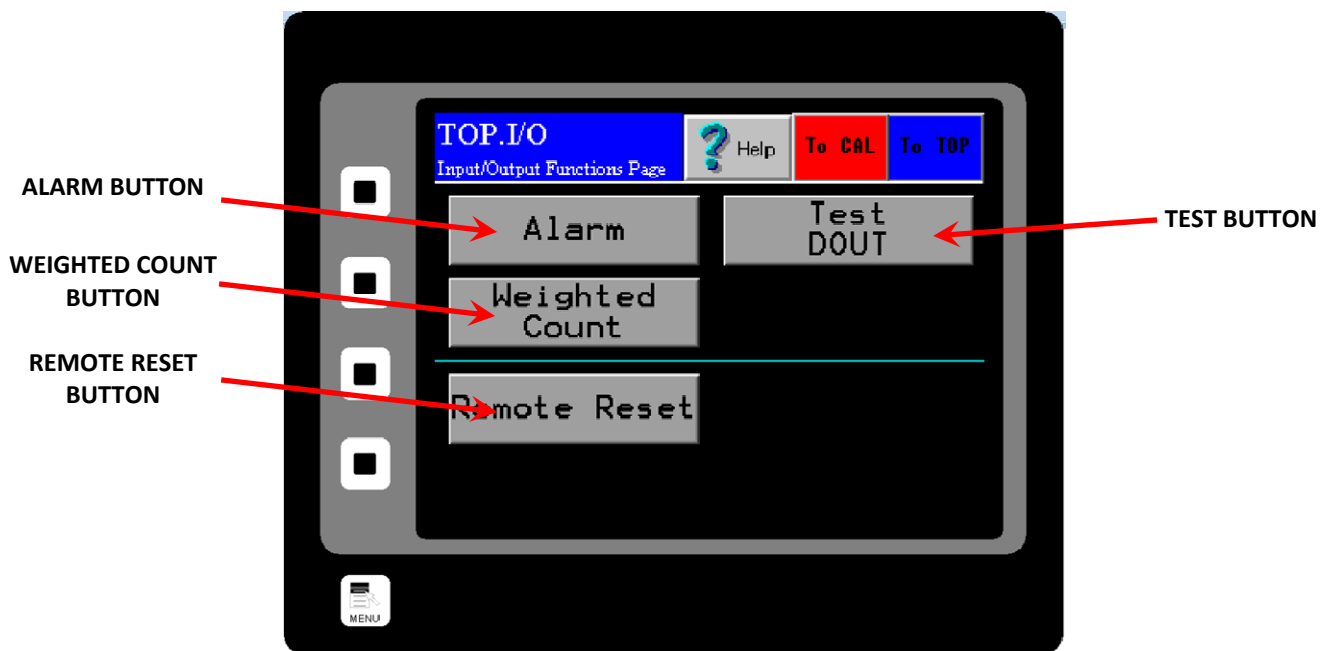 TOP.I/O
Input/Output Functions Page
Help
To CAL
To TOP
ALARM BUTTON
Alarm
Test
DOUT
TEST BUTTON
WEIGHTED COUNT
BUTTON
Weighted
Count
REMOTE RESET
BUTTON
Remote Reset
MENU